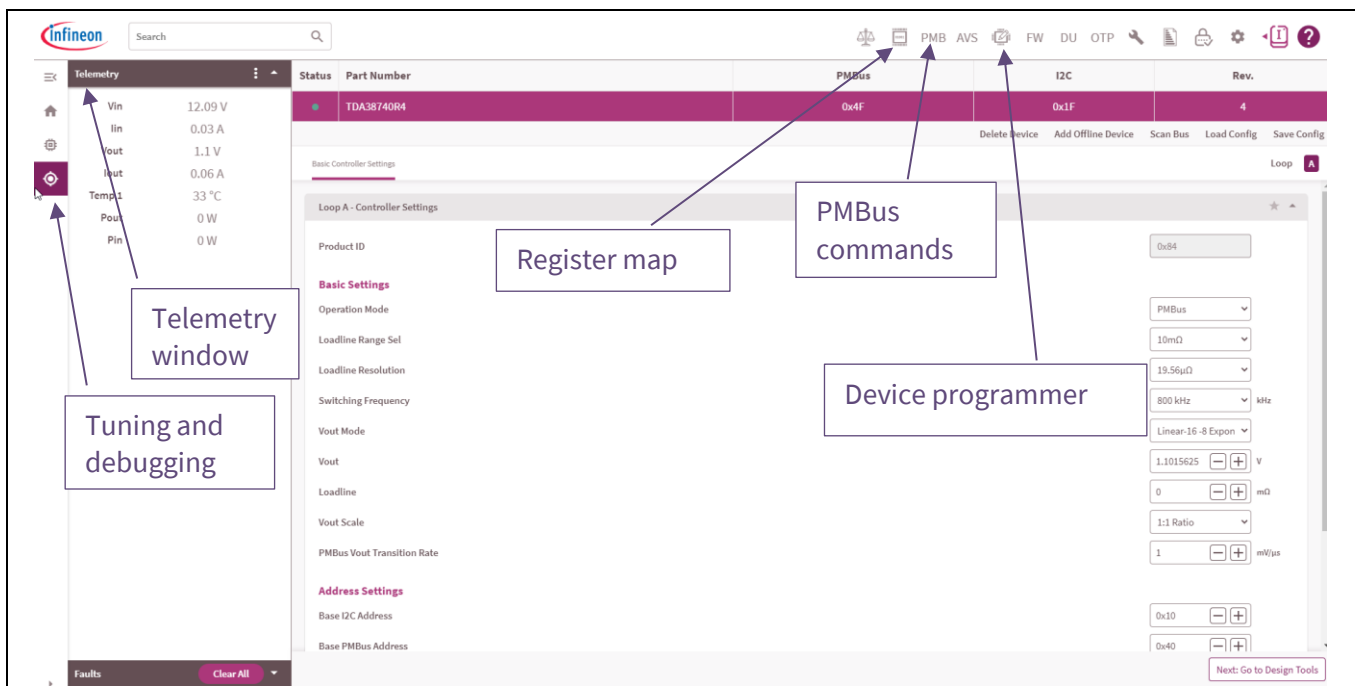 infineon
Search
PMB AVS FW DU OTP
Telemetry
Vin 12.09 V
Iin 0.03 A
Vout 1.1 V
Iout 0.06 A
Temp1 33 °C
Pout 0 W
Pin 0 W
Status Part Number PMBus I2C Rev.
TDA38740R4 0x4F 0x1F 4
Delete Device Add Offline Device Scan Bus Load Config Save Config
Basic Controller Settings Loop A
Loop A - Controller Settings
Product ID 0x84
Basic Settings
Operation Mode PMBus
Loadline Range Sel 10mΩ
Loadline Resolution 19.56µΩ
Switching Frequency 800 kHz kHz
Vout Mode Linear-16 -8 Expon
Vout 1.1015625 V
Loadline 0 mΩ
Vout Scale 1:1 Ratio
PMBus Vout Transition Rate 1 mV/µs
Address Settings
Base I2C Address 0x10
Base PMBus Address 0x40
Faults Clear All
Next: Go to Design Tools
Register map
PMBus
commands
Telemetry
window
Device programmer
Tuning and
debugging